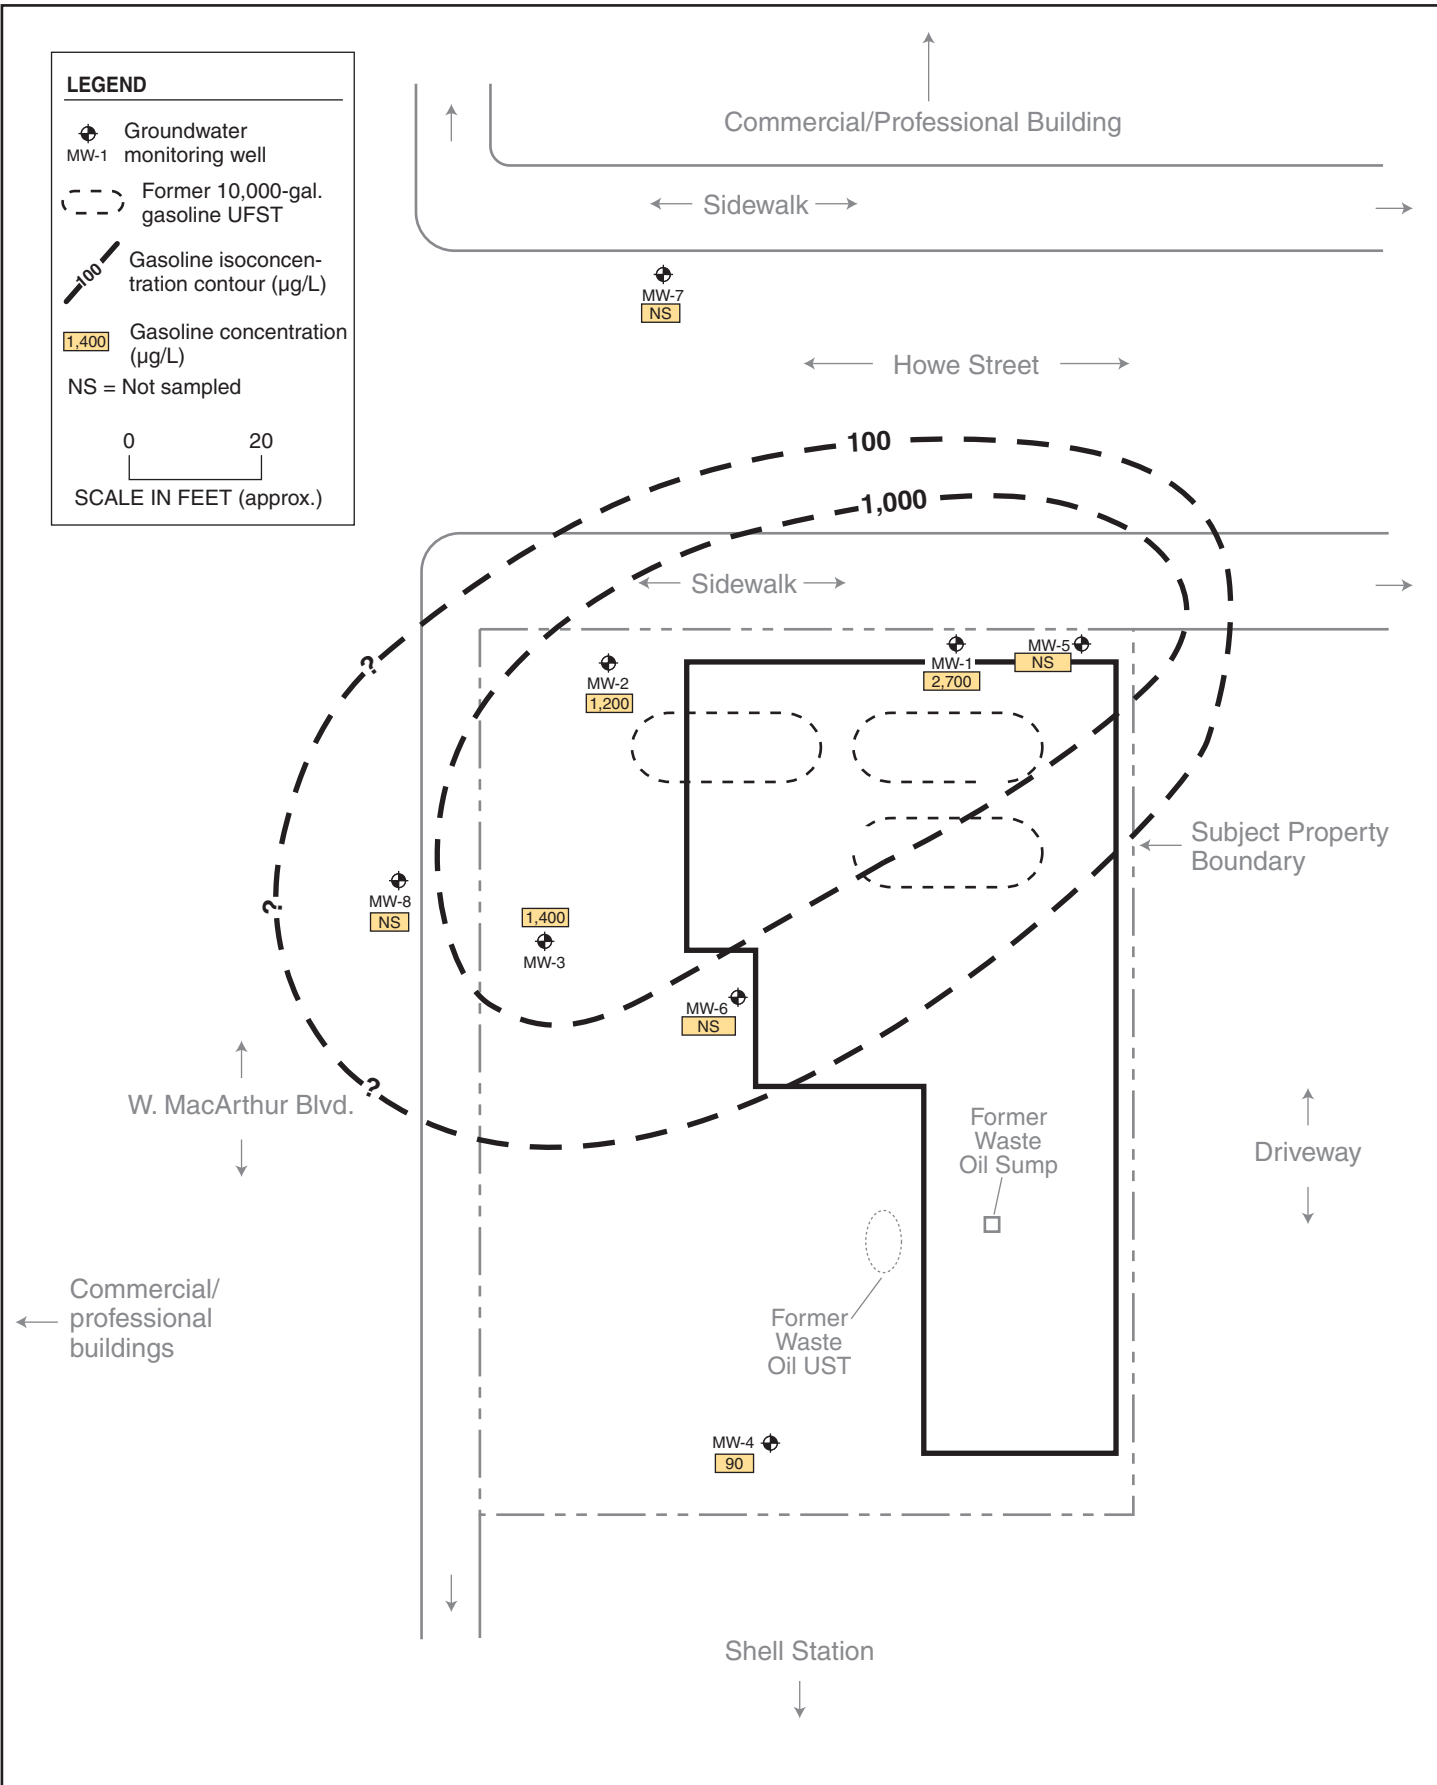 LEGEND
MW-1
Groundwater
monitoring well
Former 10,000-gal.
gasoline UFST
100
Gasoline isoconcen-
tration contour (µg/L)
1,400
Gasoline concentration
(µg/L)
NS = Not sampled
0 20
SCALE IN FEET (approx.)
Commercial/Professional Building
Sidewalk
MW-7
NS
Howe Street
100
1,000
Sidewalk
?
MW-2
1,200
MW-1
2,700
MW-5
NS
Subject Property
Boundary
?
MW-8
NS
1,400
MW-3
MW-6
NS
?
W. MacArthur Blvd.
Former
Waste
Oil Sump
Driveway
Commercial/
professional
buildings
Former
Waste
Oil UST
MW-4
90
Shell Station